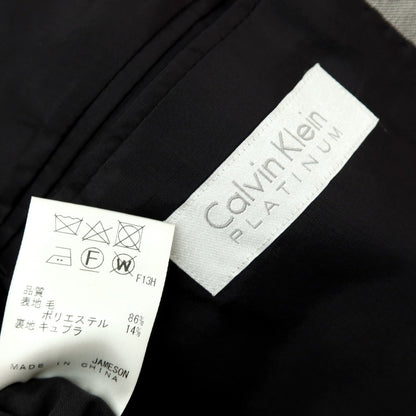 Calvin Klein
PLATINUM
F
W
F13H
品質
表地 毛 86%
ポリエステル 14%
裏地 キュプラ
JAMESON
MADE IN CHINA